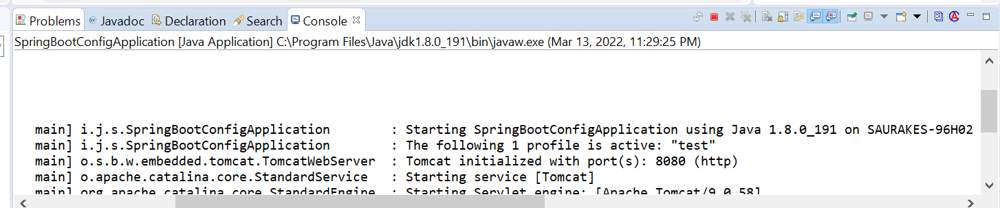 Problems @ Javadoc Declaration Search Console
SpringBootConfigApplication [Java Application] C:\Program Files\Java\jdk1.8.0_191\bin\javaw.exe (Mar 13, 2022, 11:29:25 PM)
main] i.j.s.SpringBootConfigApplication : Starting SpringBootConfigApplication using Java 1.8.0_191 on SAURAKES-96H02
main] i.j.s.SpringBootConfigApplication : The following 1 profile is active: "test"
main] o.s.b.w.embedded.tomcat.TomcatWebServer : Tomcat initialized with port(s): 8080 (http)
main] o.apache.catalina.core.StandardService : Starting service [Tomcat]
main] org.apache.catalina.core.StandardEngine : Starting Servlet engine: [Apache Tomcat/9.0.58]